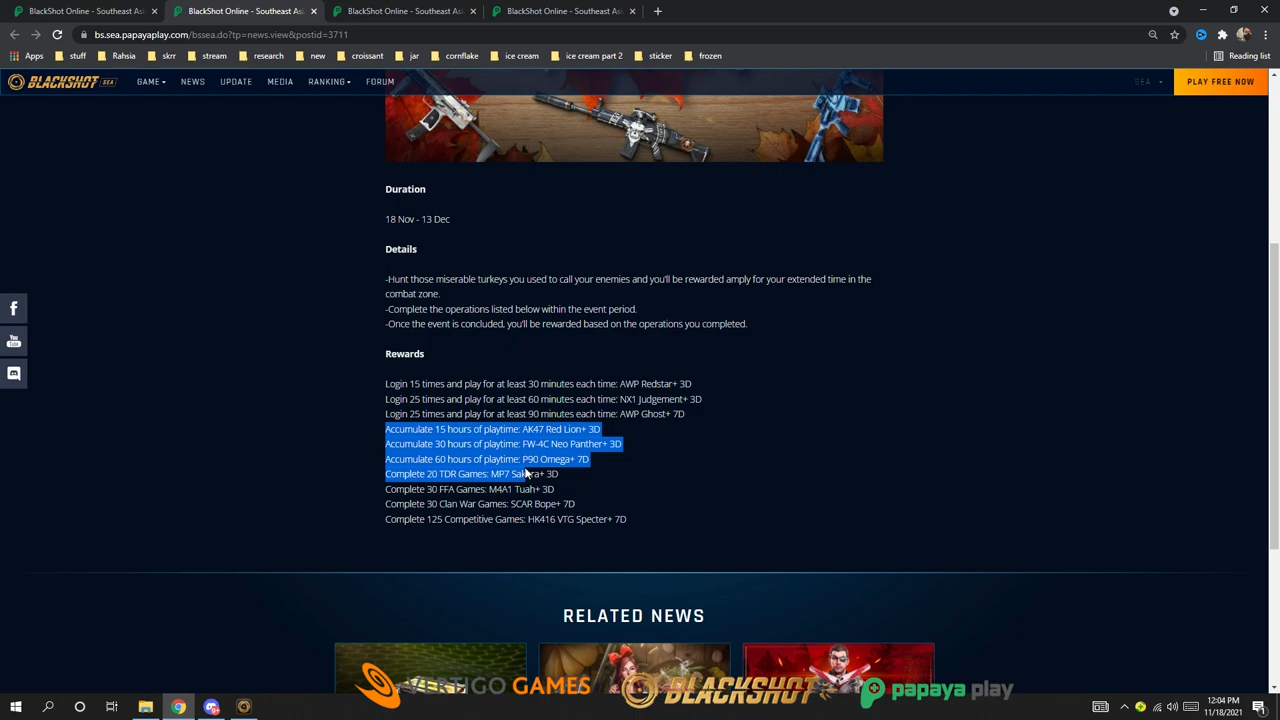 BlackShot Online - Southeast Asi
BlackShot Online - Southeast Asi
BlackShot Online - Southeast Asi
BlackShot Online - Southeast Asi
bs.sea.papayaplay.com/bssea.do?tp=news.view&postid=3711
Apps
stuff
skrr
Rahsia
stream
research
new
croissant
jar
cornflake
ice cream
ice cream part 2
sticker
frozen
Reading list
BLACKSHOT SEA
GAME
NEWS
UPDATE
MEDIA
RANKING
FORUM
SEA
PLAY FREE NOW
Duration
18 Nov - 13 Dec
Details
-Hunt those miserable turkeys you used to call your enemies and you'll be rewarded amply for your extended time in the
combat zone.
-Complete the operations listed below within the event period.
-Once the event is concluded, you'll be rewarded based on the operations you completed.
Rewards
Login 15 times and play for at least 30 minutes each time: AWP Redstar+ 3D
Login 25 times and play for at least 60 minutes each time: NX1 Judgement+ 3D
Login 25 times and play for at least 90 minutes each time: AWP Ghost+ 7D
Accumulate 15 hours of playtime: AK47 Red Lion+ 3D
Accumulate 30 hours of playtime: FW-4C Neo Panther+ 3D
Accumulate 60 hours of playtime: P90 Omega+ 7D
Complete 20 TDR Games: MP7 Sakura+ 3D
Complete 30 FFA Games: M4A1 Tuah+ 3D
Complete 30 Clan War Games: SCAR Bope+ 7D
Complete 125 Competitive Games: HK416 VTG Specter+ 7D
RELATED NEWS
VERTIGO GAMES
BLACKSHOT
papaya play
12:04 PM
11/18/2021